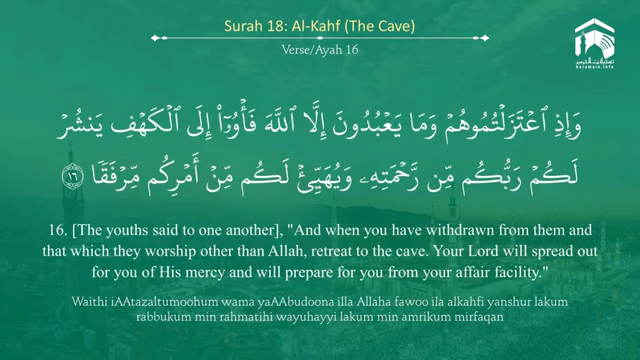 Surah 18: Al-Kahf (The Cave)
Verse/Ayah 16
haramain.info
وَإِذِ ٱعْتَزَلْتُمُوهُمْ وَمَا يَعْبُدُونَ إِلَّا ٱللَّهَ فَأْوُۥٓا۟ إِلَى ٱلْكَهْفِ يَنشُرْ
لَكُمْ رَبُّكُم مِّن رَّحْمَتِهِۦ وَيُهَيِّئْ لَكُم مِّنْ أَمْرِكُم مِّرْفَقًا ١٦
16. [The youths said to one another], "And when you have withdrawn from them and
that which they worship other than Allah, retreat to the cave. Your Lord will spread out
for you of His mercy and will prepare for you from your affair facility."
Waithi iAAtazaltumoohum wama yaAAbudoona illa Allaha fawoo ila alkahfi yanshur lakum
rabbukum min rahmatihi wayuhayyi lakum min amrikum mirfaqan